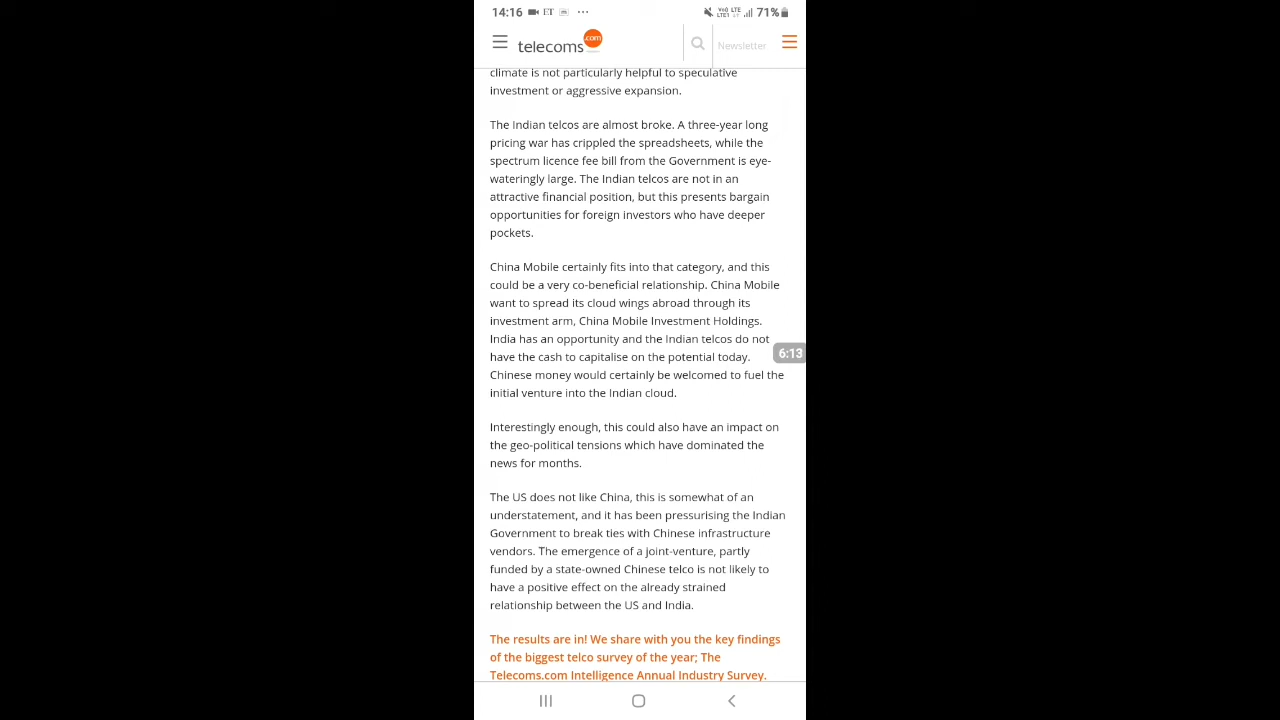 14:16 ET ... Vo) LTE LTE1 71%
telecoms .com Newsletter
climate is not particularly helpful to speculative
investment or aggressive expansion.
The Indian telcos are almost broke. A three-year long
pricing war has crippled the spreadsheets, while the
spectrum licence fee bill from the Government is eye-
wateringly large. The Indian telcos are not in an
attractive financial position, but this presents bargain
opportunities for foreign investors who have deeper
pockets.
China Mobile certainly fits into that category, and this
could be a very co-beneficial relationship. China Mobile
want to spread its cloud wings abroad through its
investment arm, China Mobile Investment Holdings.
India has an opportunity and the Indian telcos do not
6:13
have the cash to capitalise on the potential today.
Chinese money would certainly be welcomed to fuel the
initial venture into the Indian cloud.
Interestingly enough, this could also have an impact on
the geo-political tensions which have dominated the
news for months.
The US does not like China, this is somewhat of an
understatement, and it has been pressurising the Indian
Government to break ties with Chinese infrastructure
vendors. The emergence of a joint-venture, partly
funded by a state-owned Chinese telco is not likely to
have a positive effect on the already strained
relationship between the US and India.
The results are in! We share with you the key findings
of the biggest telco survey of the year; The
Telecoms.com Intelligence Annual Industry Survey.